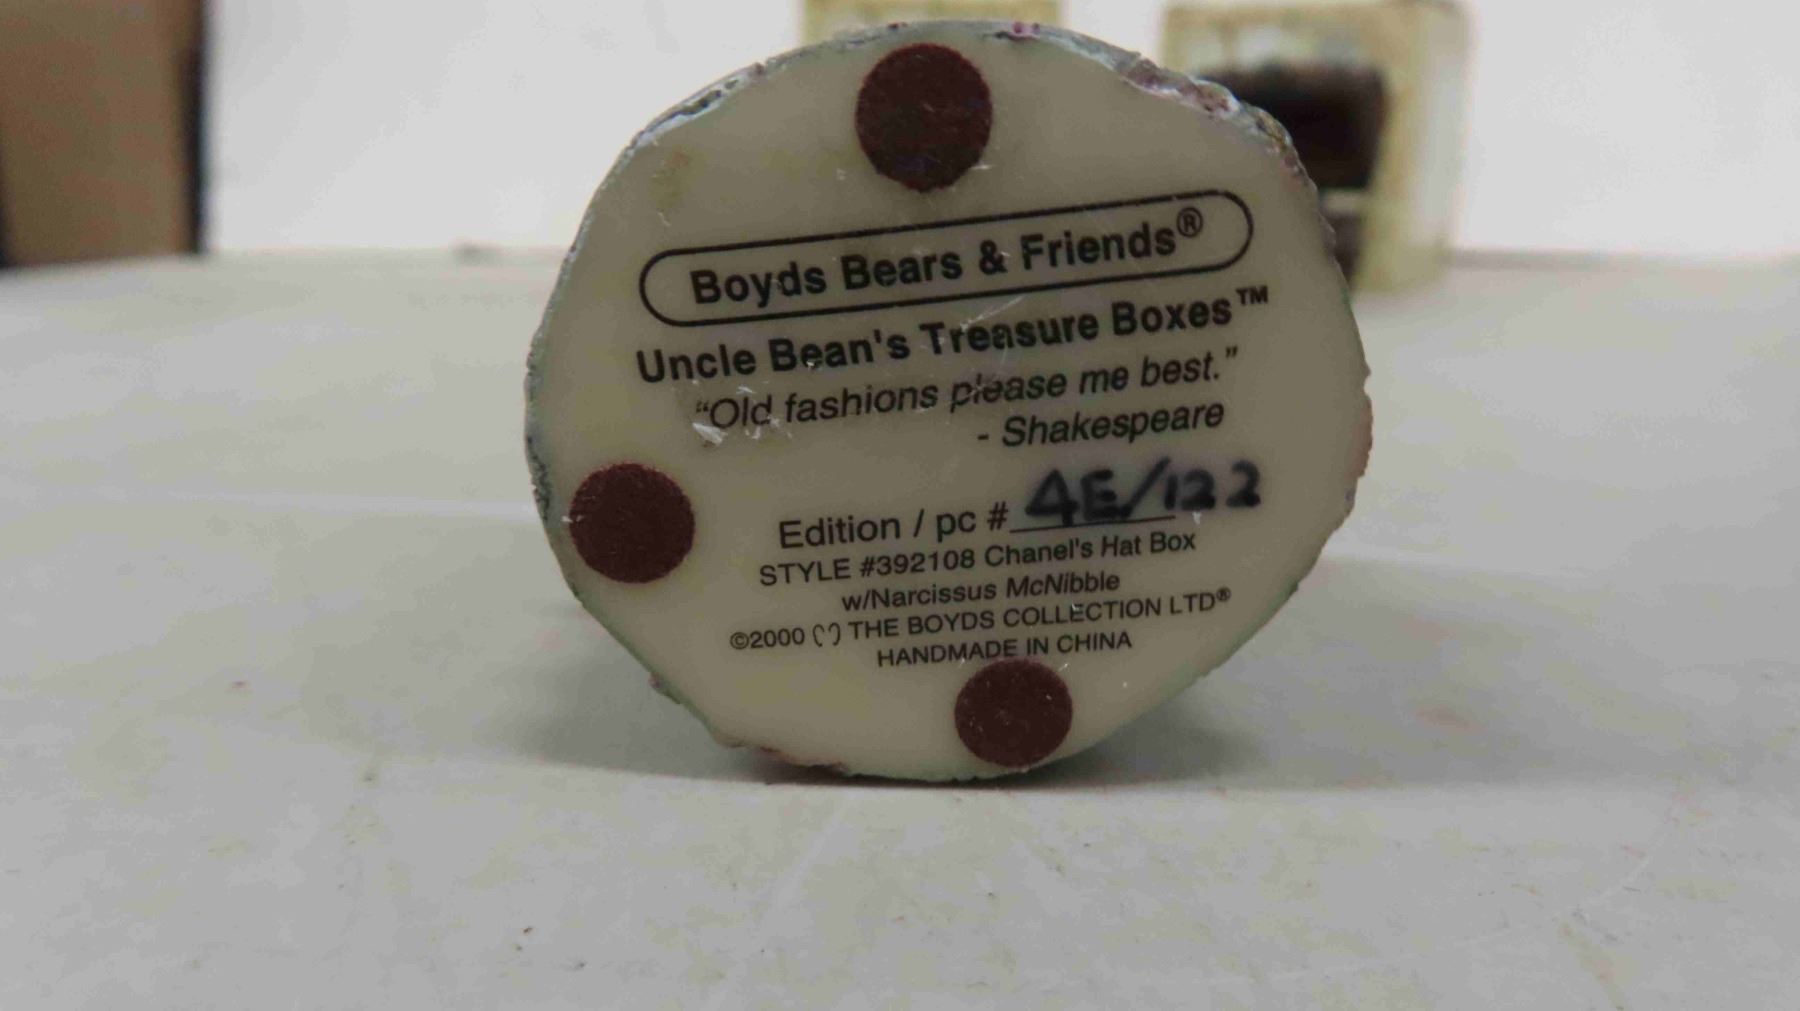 Boyds Bears & Friends®
Uncle Bean's Treasure Boxes™
“Old fashions please me best.”
- Shakespeare
Edition / pc # 4E/122
STYLE #392108 Chanel's Hat Box
w/Narcissus McNibble
©2000 THE BOYDS COLLECTION LTD®
HANDMADE IN CHINA